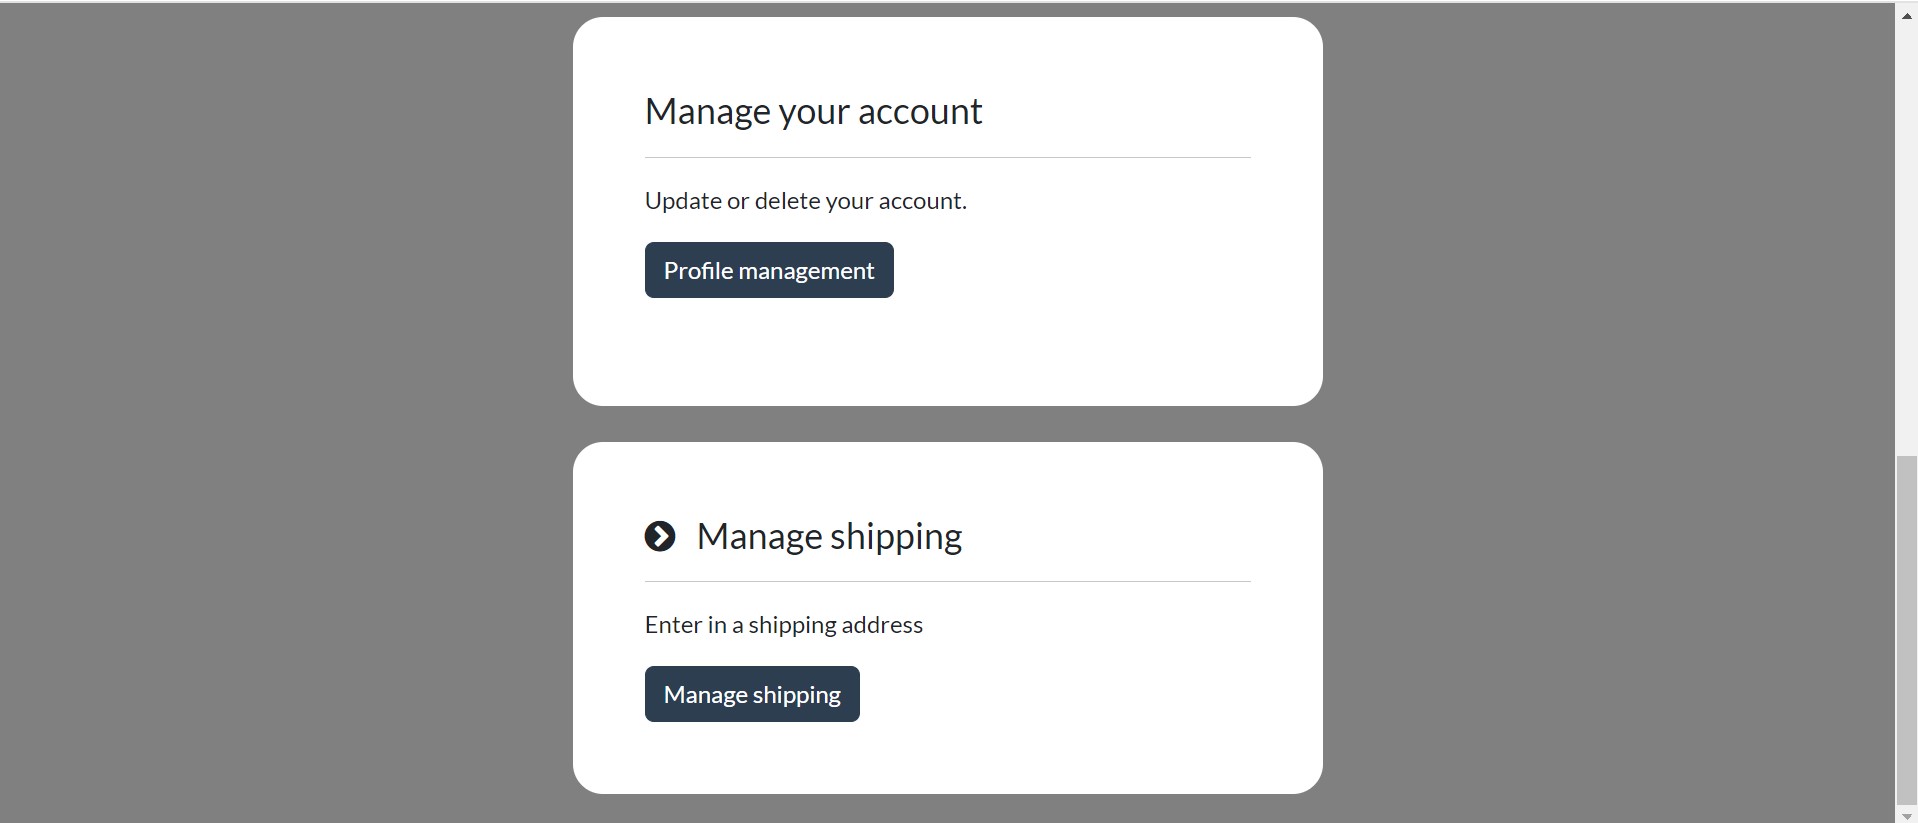 Manage your account
Update or delete your account.
Profile management
Manage shipping
Enter in a shipping address
Manage shipping